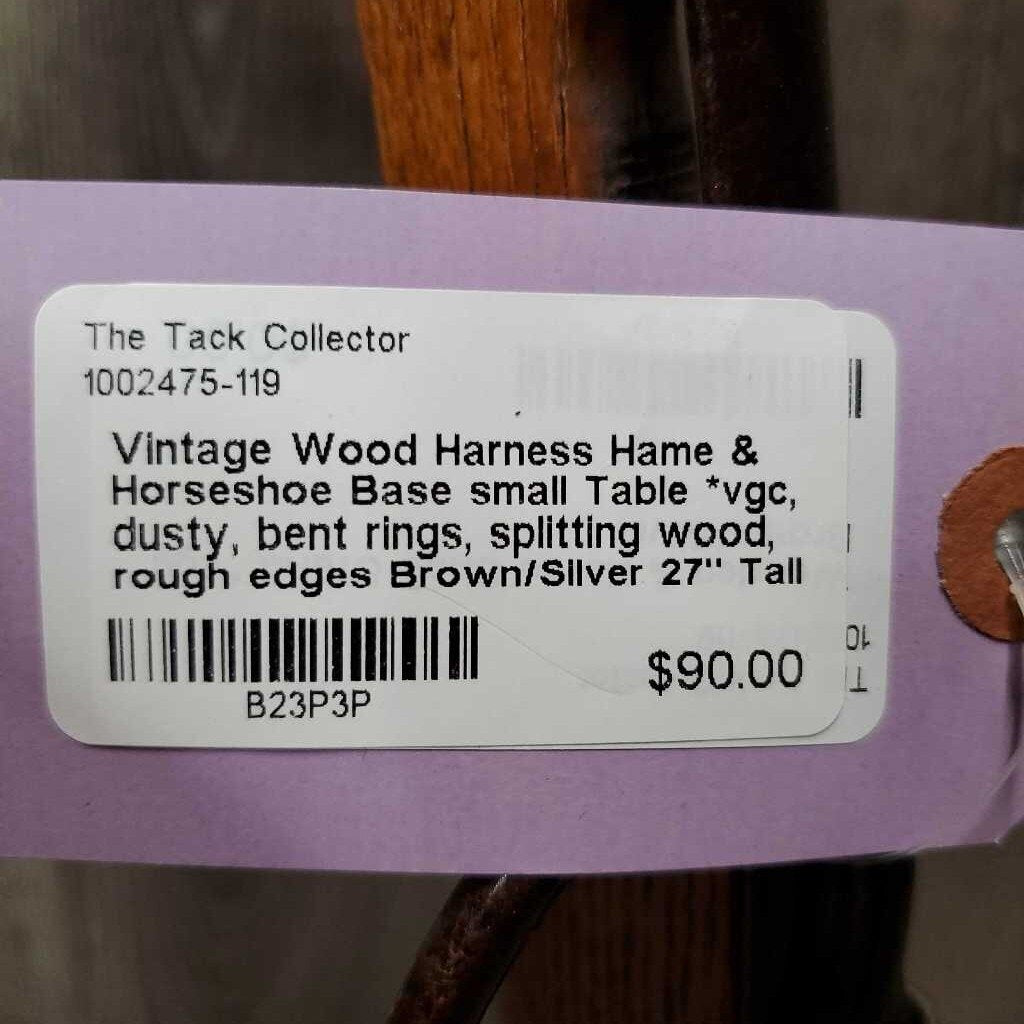 The Tack Collector
1002475-119
Vintage Wood Harness Hame &
Horseshoe Base small Table *vgc,
dusty, bent rings, splitting wood,
rough edges Brown/Silver 27" Tall
B23P3P
$90.00